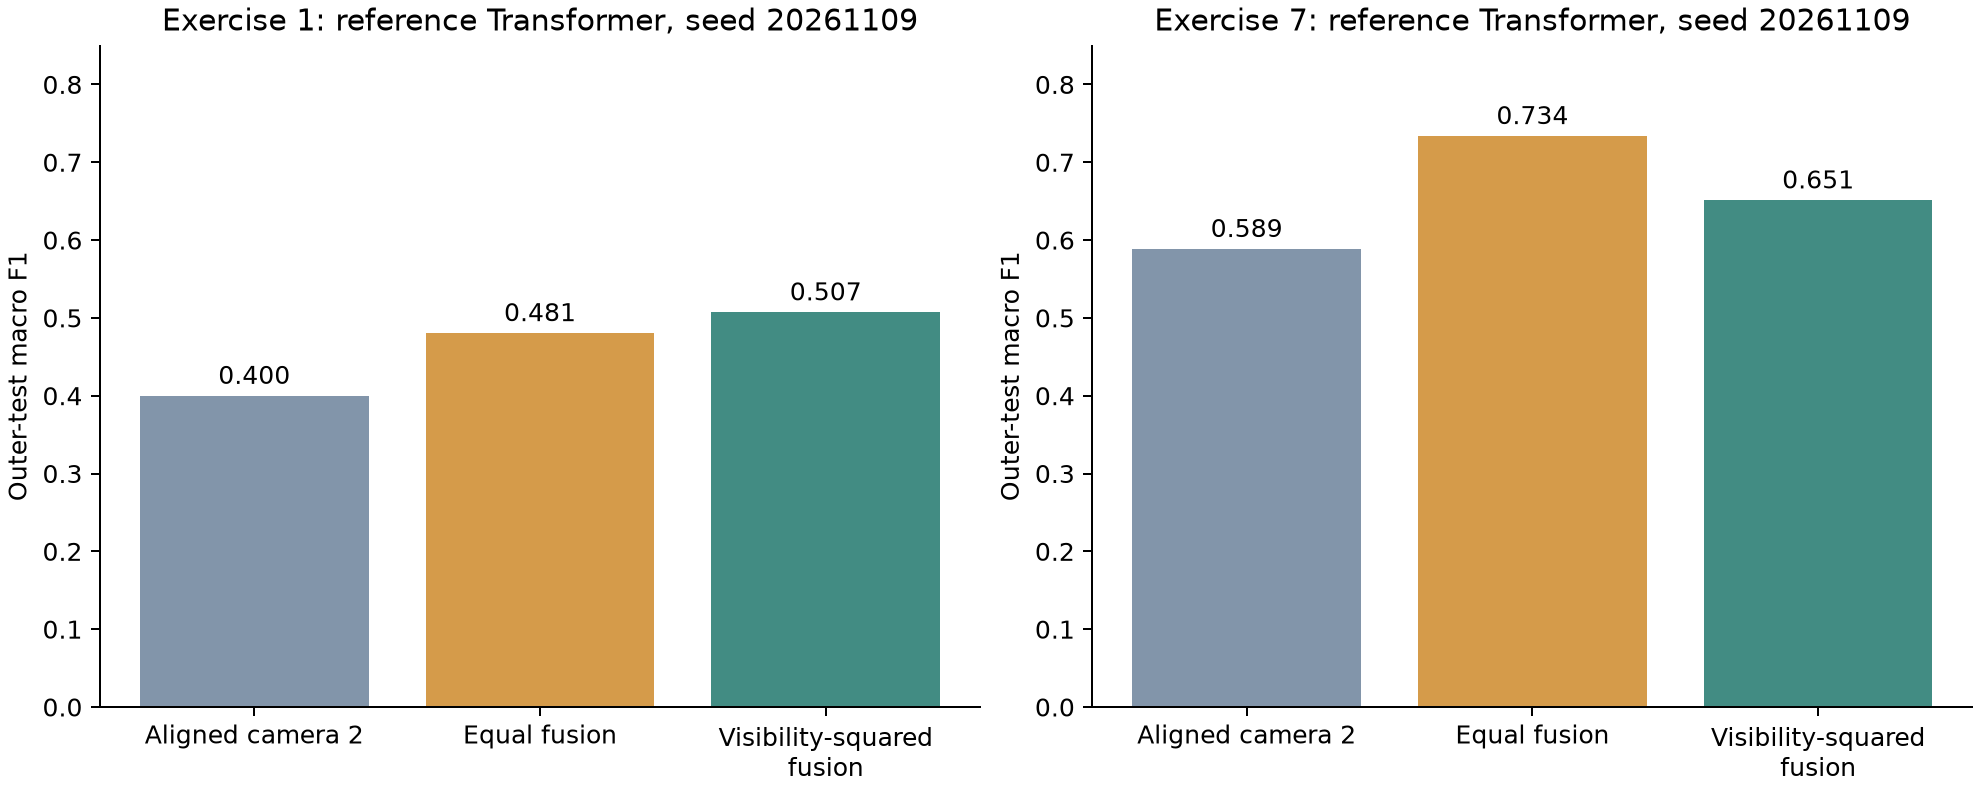 Exercise 1: reference Transformer, seed 20261109
Outer-test macro F1
0.8
0.7
0.6
0.5
0.4
0.3
0.2
0.1
0.0
0.400
0.481
0.507
Aligned camera 2
Equal fusion
Visibility-squared
fusion
Exercise 7: reference Transformer, seed 20261109
Outer-test macro F1
0.8
0.7
0.6
0.5
0.4
0.3
0.2
0.1
0.0
0.589
0.734
0.651
Aligned camera 2
Equal fusion
Visibility-squared
fusion